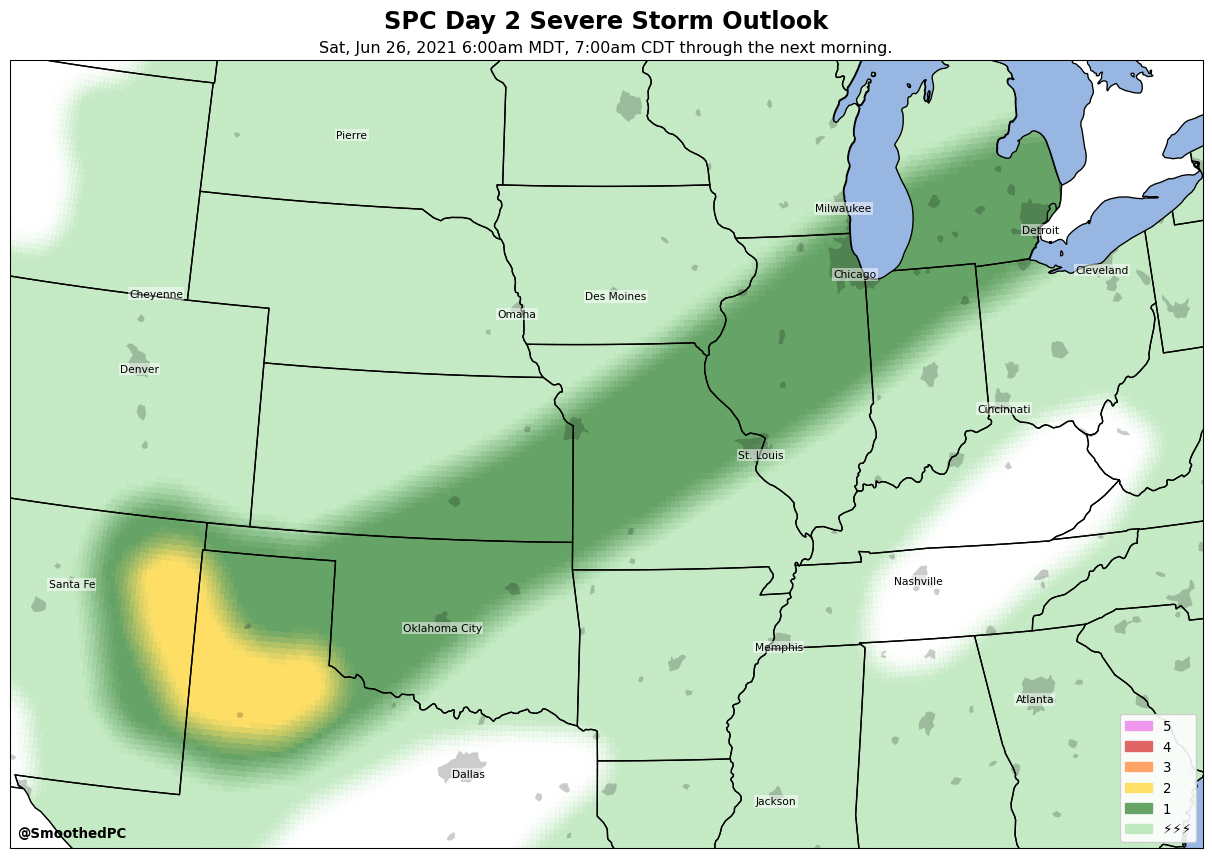 SPC Day 2 Severe Storm Outlook
Sat, Jun 26, 2021 6:00am MDT, 7:00am CDT through the next morning.
Pierre
Milwaukee
Detroit
Chicago
Cleveland
Cheyenne
Des Moines
Omaha
Denver
Cincinnati
St. Louis
Santa Fe
Nashville
Oklahoma City
Memphis
Atlanta
Dallas
Jackson
5
4
3
2
1
⚡⚡⚡
@SmoothedPC